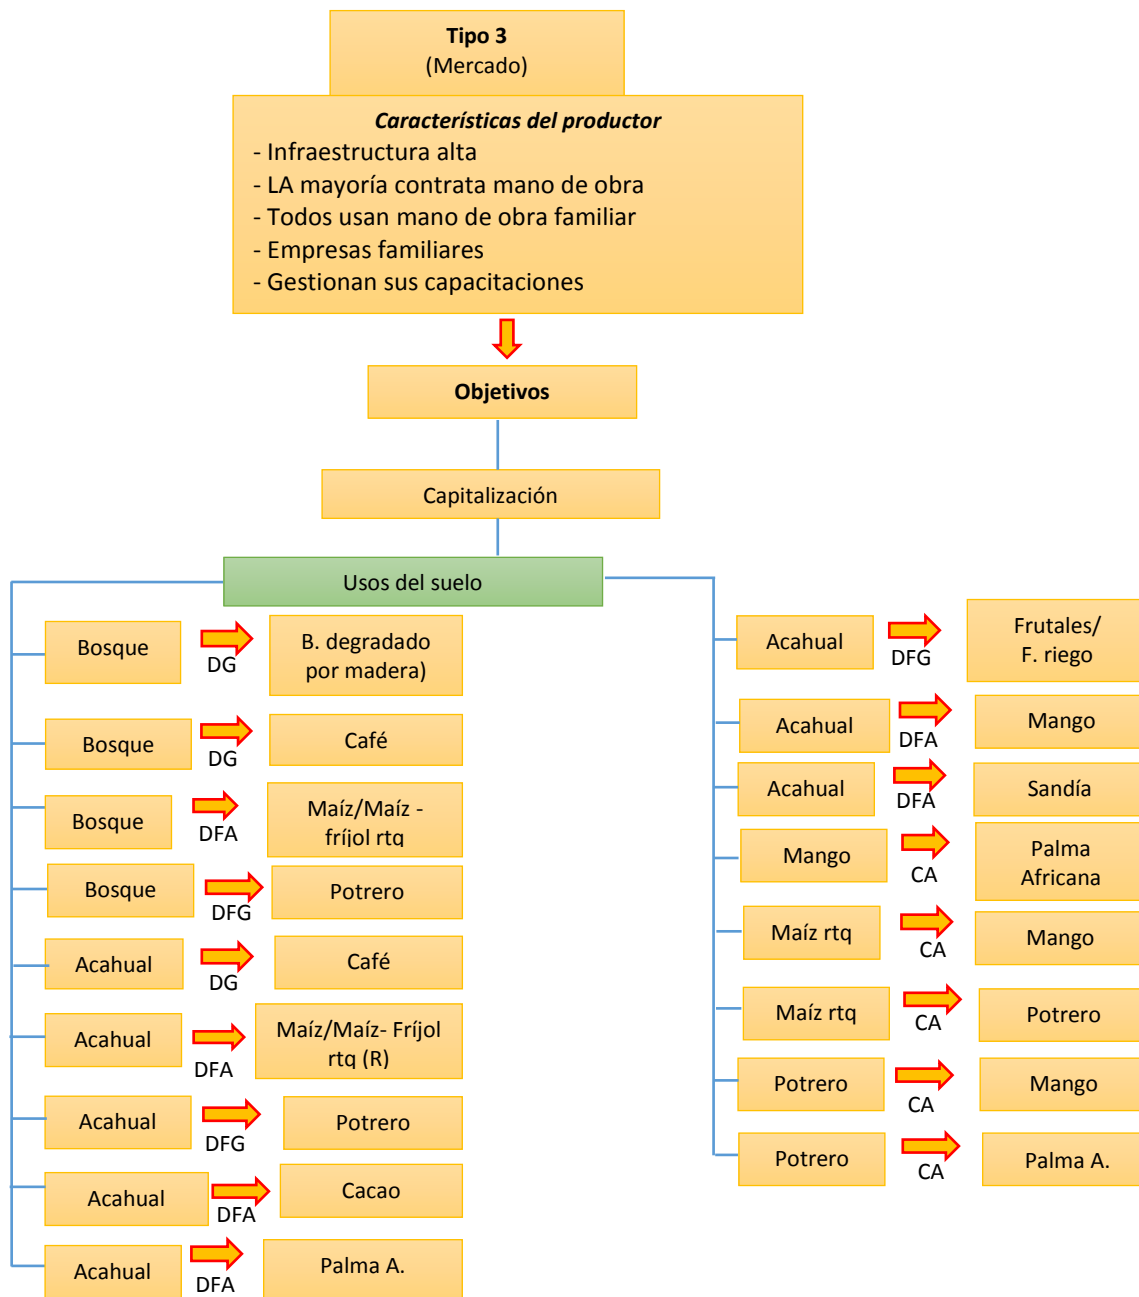 Tipo 3
(Mercado)
Características del productor
- Infraestructura alta
- LA mayoría contrata mano de obra
- Todos usan mano de obra familiar
- Empresas familiares
- Gestionan sus capacitaciones
Objetivos
Capitalización
Usos del suelo
Bosque
DG
B. degradado
por madera)
Bosque
DG
Café
Bosque
DFA
Maíz/Maíz -
fríjol rtq
Bosque
DFG
Potrero
Acahual
DG
Café
Acahual
DFA
Maíz/Maíz- Fríjol
rtq (R)
Acahual
DFG
Potrero
Acahual
DFA
Cacao
Acahual
DFA
Palma A.
Acahual
DFG
Frutales/
F. riego
Acahual
DFA
Mango
Acahual
DFA
Sandía
Mango
CA
Palma
Africana
Maíz rtq
CA
Mango
Maíz rtq
CA
Potrero
Potrero
CA
Mango
Potrero
CA
Palma A.